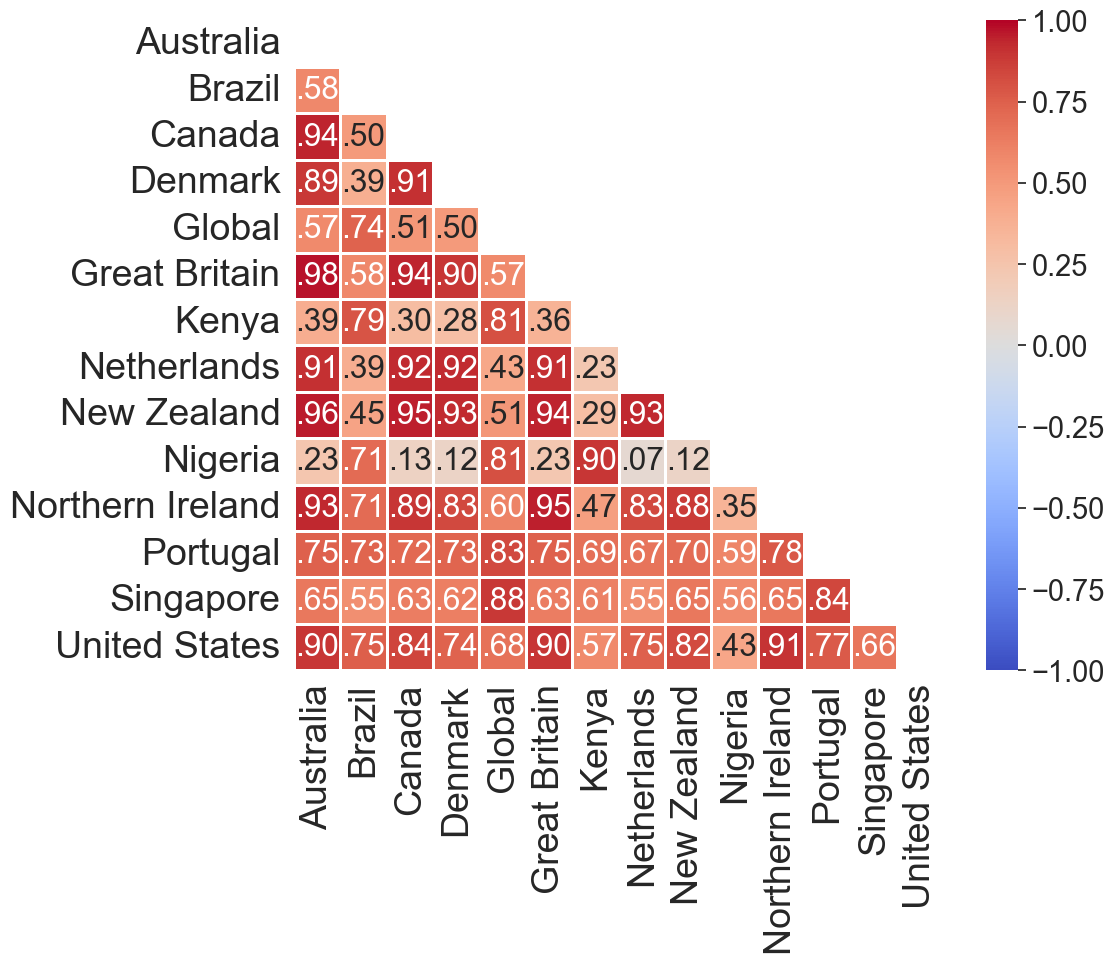 Australia
Brazil .58
Canada .94 .50
Denmark .89 .39 .91
Global .57 .74 .51 .50
Great Britain .98 .58 .94 .90 .57
Kenya .39 .79 .30 .28 .81 .36
Netherlands .91 .39 .92 .92 .43 .91 .23
New Zealand .96 .45 .95 .93 .51 .94 .29 .93
Nigeria .23 .71 .13 .12 .81 .23 .90 .07 .12
Northern Ireland .93 .71 .89 .83 .60 .95 .47 .83 .88 .35
Portugal .75 .73 .72 .73 .83 .75 .69 .67 .70 .59 .78
Singapore .65 .55 .63 .62 .88 .63 .61 .55 .65 .56 .65 .84
United States .90 .75 .84 .74 .68 .90 .57 .75 .82 .43 .91 .77 .66
Australia
Brazil
Canada
Denmark
Global
Great Britain
Kenya
Netherlands
New Zealand
Nigeria
Northern Ireland
Portugal
Singapore
United States
1.00
0.75
0.50
0.25
0.00
−0.25
−0.50
−0.75
−1.00